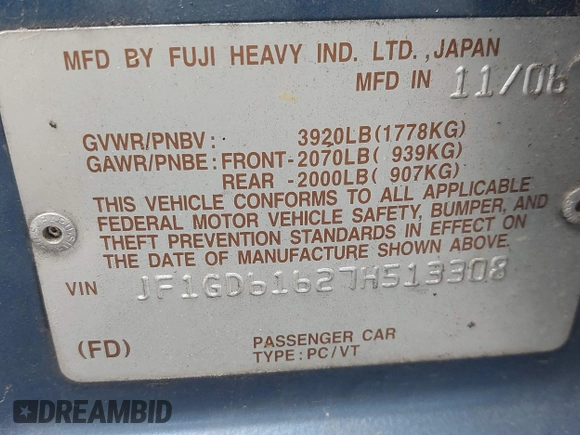 MFD BY FUJI HEAVY IND. LTD.,JAPAN
MFD IN 11/06
GVWR/PNBV: 3920LB(1778KG)
GAWR/PNBE:FRONT-2070LB( 939KG)
REAR -2000LB( 907KG)
THIS VEHICLE CONFORMS TO ALL APPLICABLE
FEDERAL MOTOR VEHICLE SAFETY, BUMPER, AND
THEFT PREVENTION STANDARDS IN EFFECT ON
THE DATE OF MANUFACTURE SHOWN ABOVE.
VIN JF1GD61627H513308
(FD) PASSENGER CAR
TYPE:PC/VT
DREAMBID